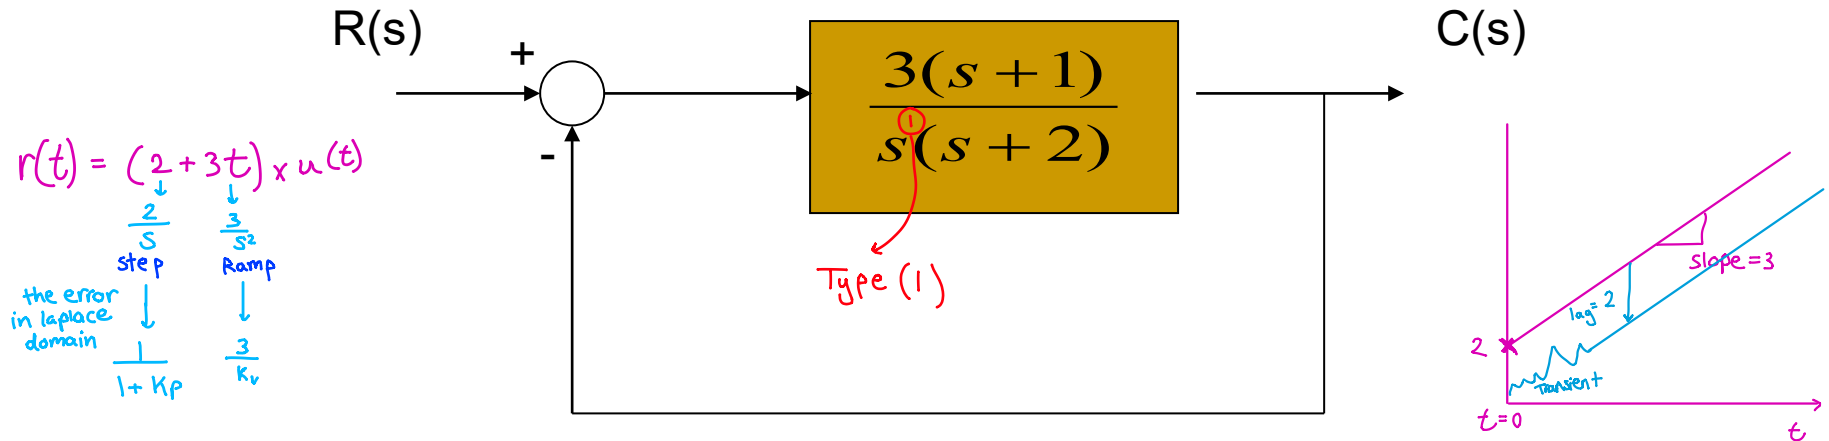 R(s)
C(s)
+
-
3(s + 1)
s(s + 2)
1
Type (1)
r(t) = (2 + 3t) × u(t)
2
S
3
S²
Step
Ramp
the error
in laplace
domain
1
1 + Kp
3
Kv
slope = 3
lag = 2
2
Transient
t = 0
t